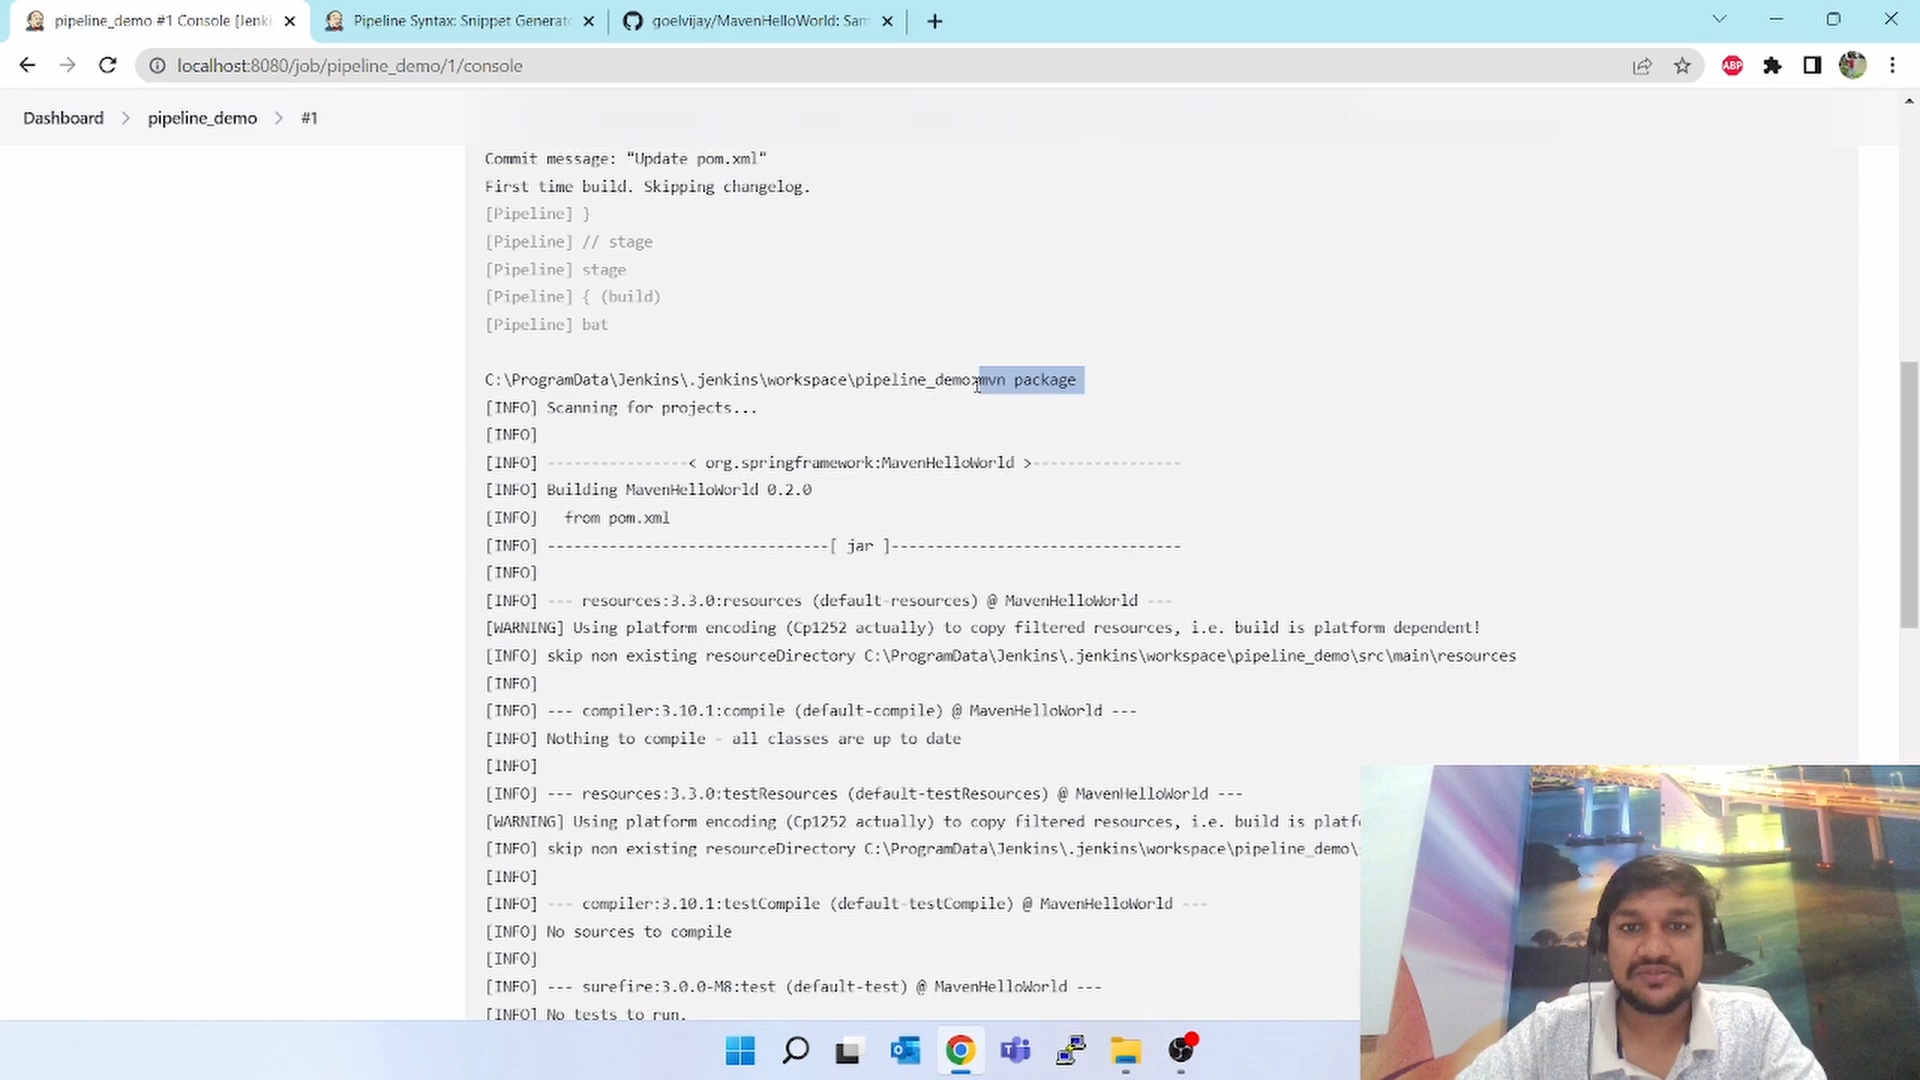 pipeline_demo #1 Console [Jenki
Pipeline Syntax: Snippet Generato
goelvijay/MavenHelloWorld: Sam
localhost:8080/job/pipeline_demo/1/console
ABP
Dashboard
pipeline_demo
#1
Commit message: "Update pom.xml"
First time build. Skipping changelog.
[Pipeline] }
[Pipeline] // stage
[Pipeline] stage
[Pipeline] { (build)
[Pipeline] bat
C:\ProgramData\Jenkins\.jenkins\workspace\pipeline_demo>mvn package
[INFO] Scanning for projects...
[INFO]
[INFO] ----------------< org.springframework:MavenHelloWorld >-----------------
[INFO] Building MavenHelloWorld 0.2.0
[INFO]   from pom.xml
[INFO] --------------------------------[ jar ]---------------------------------
[INFO]
[INFO] --- resources:3.3.0:resources (default-resources) @ MavenHelloWorld ---
[WARNING] Using platform encoding (Cp1252 actually) to copy filtered resources, i.e. build is platform dependent!
[INFO] skip non existing resourceDirectory C:\ProgramData\Jenkins\.jenkins\workspace\pipeline_demo\src\main\resources
[INFO]
[INFO] --- compiler:3.10.1:compile (default-compile) @ MavenHelloWorld ---
[INFO] Nothing to compile - all classes are up to date
[INFO]
[INFO] --- resources:3.3.0:testResources (default-testResources) @ MavenHelloWorld ---
[WARNING] Using platform encoding (Cp1252 actually) to copy filtered resources, i.e. build is platf
[INFO] skip non existing resourceDirectory C:\ProgramData\Jenkins\.jenkins\workspace\pipeline_demo\
[INFO]
[INFO] --- compiler:3.10.1:testCompile (default-testCompile) @ MavenHelloWorld ---
[INFO] No sources to compile
[INFO]
[INFO] --- surefire:3.0.0-M8:test (default-test) @ MavenHelloWorld ---
[INFO] No tests to run.